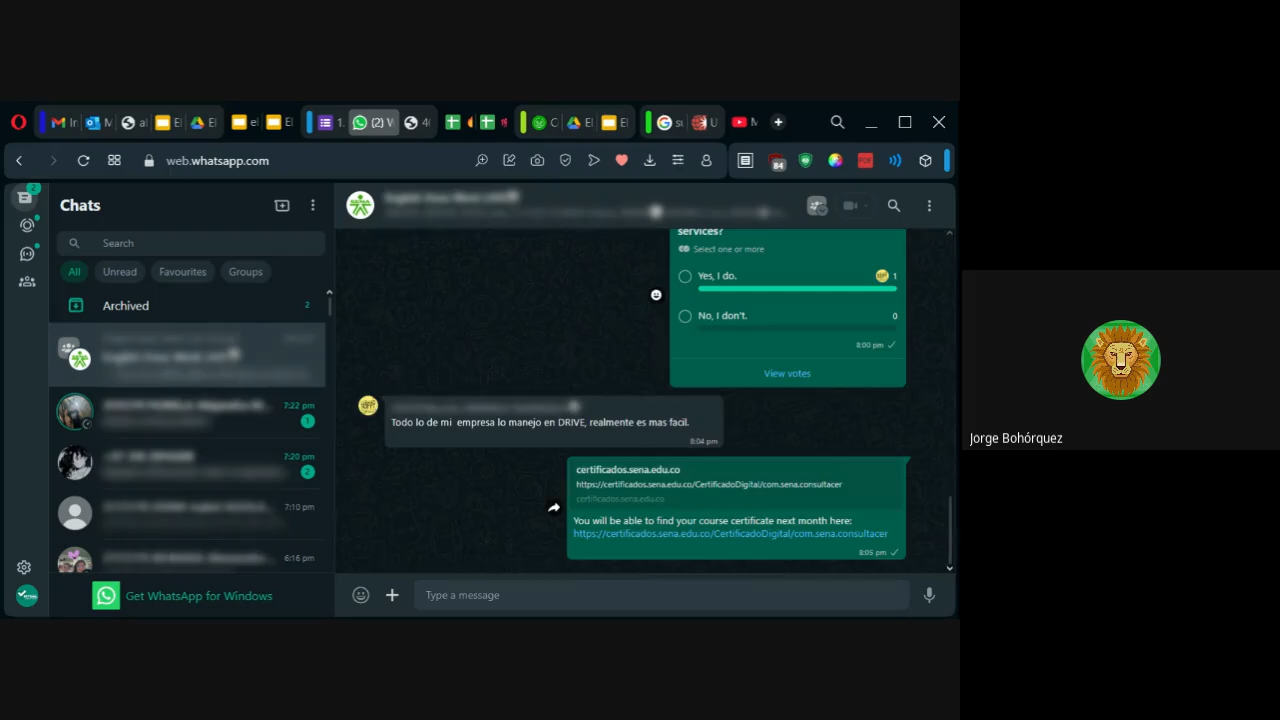 web.whatsapp.com
84
2
Chats
Search
All
Unread
Favourites
Groups
Archived
2
7:22 pm
1
7:20 pm
2
7:10 pm
6:16 pm
Get WhatsApp for Windows
services?
Select one or more
Yes, I do.
1
No, I don't.
0
8:00 pm
View votes
Todo lo de mi empresa lo manejo en DRIVE, realmente es mas facil.
8:04 pm
certificados.sena.edu.co
https://certificados.sena.edu.co/CertificadoDigital/com.sena.consultacer
certificados.sena.edu.co
You will be able to find your course certificate next month here:
https://certificados.sena.edu.co/CertificadoDigital/com.sena.consultacer
8:05 pm
Type a message
Jorge Bohórquez